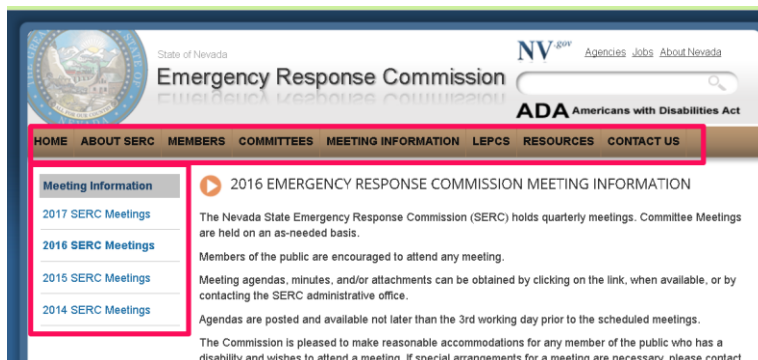 State of Nevada
Emergency Response Commission
NV.gov
Agencies Jobs About Nevada
ADA Americans with Disabilities Act
HOME ABOUT SERC MEMBERS COMMITTEES MEETING INFORMATION LEPCS RESOURCES CONTACT US
Meeting Information
2017 SERC Meetings
2016 SERC Meetings
2015 SERC Meetings
2014 SERC Meetings
2016 EMERGENCY RESPONSE COMMISSION MEETING INFORMATION
The Nevada State Emergency Response Commission (SERC) holds quarterly meetings. Committee Meetings
are held on an as-needed basis.
Members of the public are encouraged to attend any meeting.
Meeting agendas, minutes, and/or attachments can be obtained by clicking on the link, when available, or by
contacting the SERC administrative office.
Agendas are posted and available not later than the 3rd working day prior to the scheduled meetings.
The Commission is pleased to make reasonable accommodations for any member of the public who has a
disability and wishes to attend a meeting. If special arrangements for a meeting are necessary, please contact